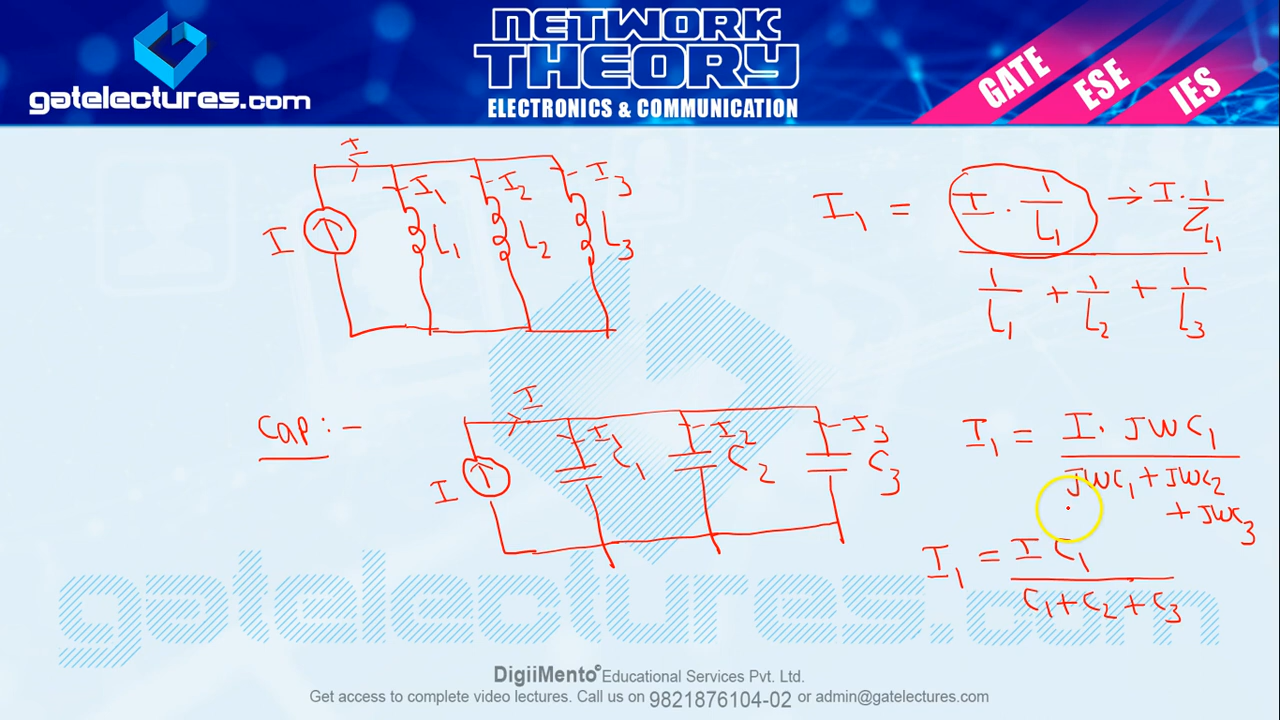 gatelectures.com
NETWORK
THEORY
ELECTRONICS & COMMUNICATION
GATE
ESE
IES
I
I
I₁
I₂
I₃
L₁
L₂
L₃
I₁ = I · 1/L₁ → I · 1/Z_L₁
1/L₁ + 1/L₂ + 1/L₃
Cap :-
I
I
I₁
C₁
I₂
C₂
I₃
C₃
I₁ = I · JWC₁
JWC₁ + JWC₂
+ JWC₃
I₁ = I C₁
C₁ + C₂ + C₃
gatelectures.com
DigiiMento© Educational Services Pvt. Ltd.
Get access to complete video lectures. Call us on 9821876104-02 or admin@gatelectures.com